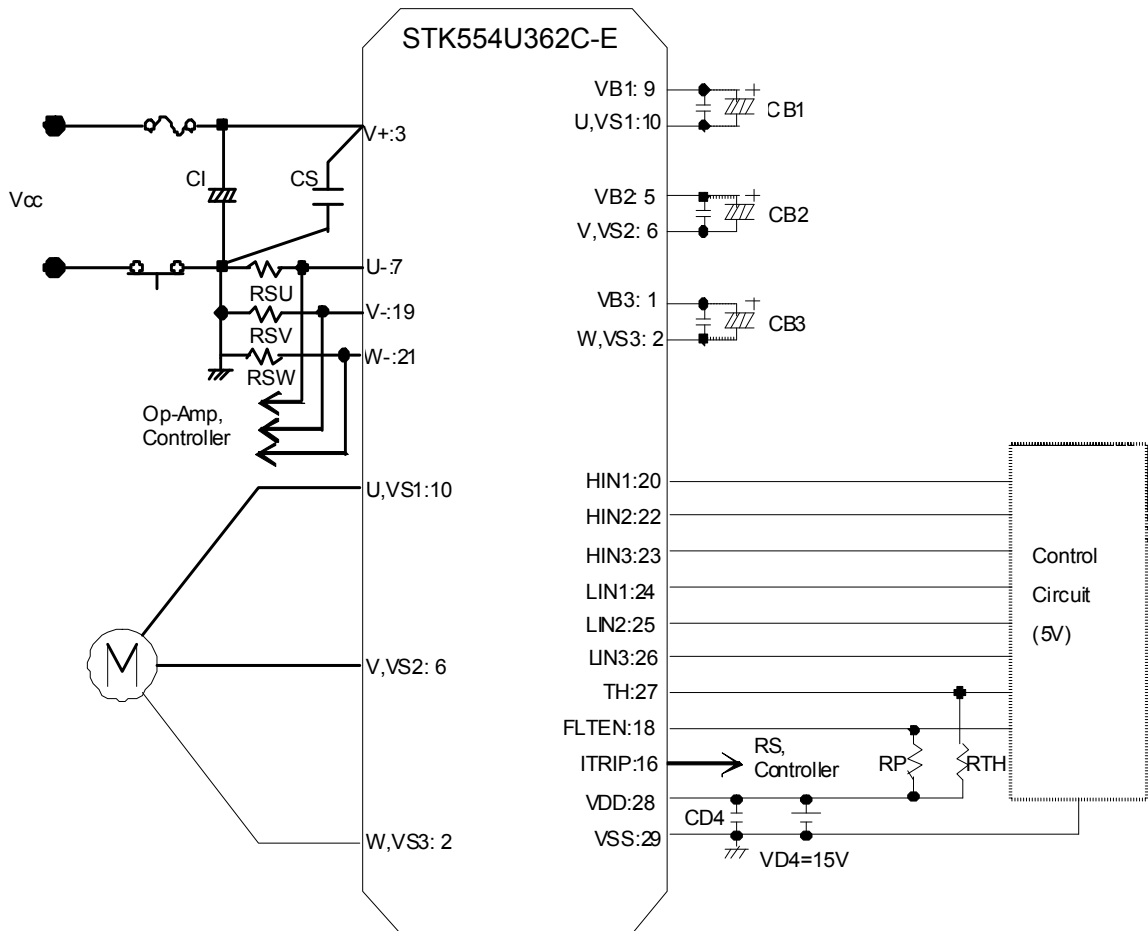 STK554U362C-E
VB1: 9
CB1
U,VS1:10
V+:3
CI
CS
Vcc
VB2: 5
CB2
V,VS2: 6
U-:7
RSU
V-:19
RSV
W-:21
RSW
VB3: 1
CB3
W,VS3: 2
Op-Amp,
Controller
U,VS1:10
V,VS2: 6
W,VS3: 2
M
HIN1:20
HIN2:22
HIN3:23
LIN1:24
LIN2:25
LIN3:26
TH:27
FLTEN:18
ITRIP:16
VDD:28
VSS:29
RS,
Controller
RP
RTH
CD4
VD4=15V
Control
Circuit
(5V)
+
+
+